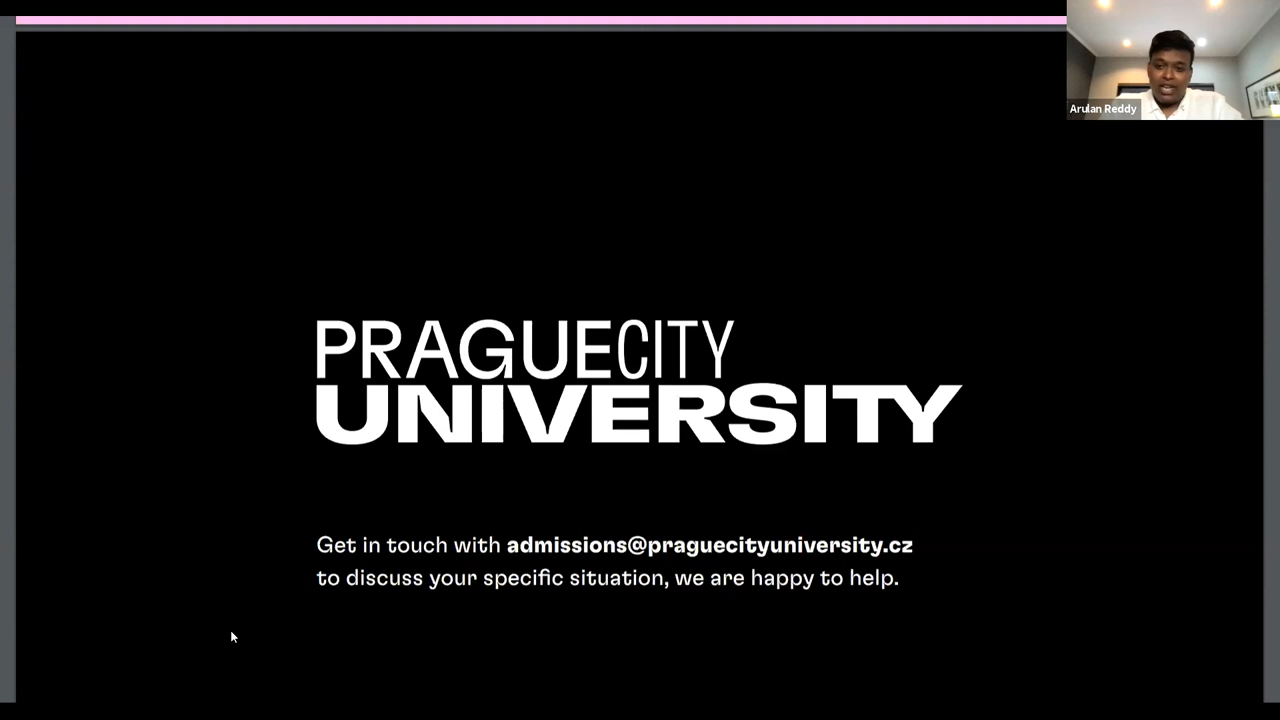 Arulan Reddy
PRAGUECITY
UNIVERSITY
Get in touch with admissions@praguecityuniversity.cz
to discuss your specific situation, we are happy to help.